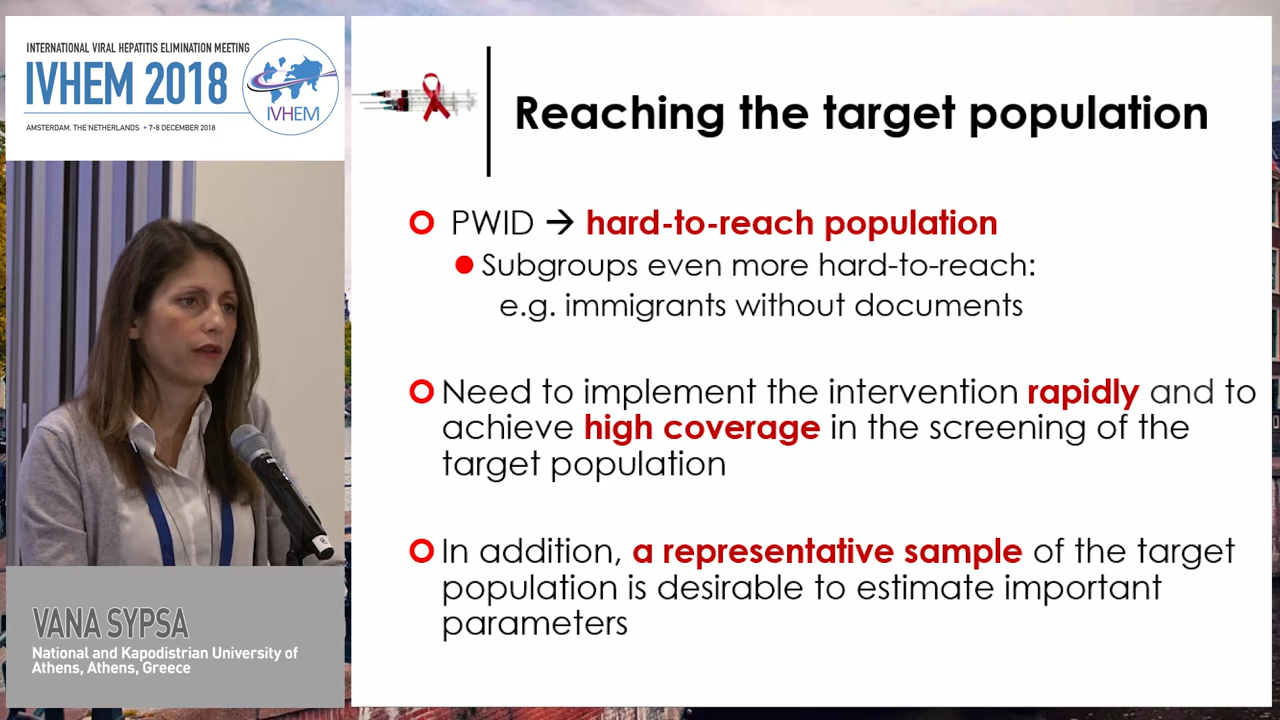 INTERNATIONAL VIRAL HEPATITIS ELIMINATION MEETING
IVHEM 2018
IVHEM
AMSTERDAM, THE NETHERLANDS • 7-8 DECEMBER 2018
Reaching the target population
PWID → hard-to-reach population
Subgroups even more hard-to-reach:
e.g. immigrants without documents
Need to implement the intervention rapidly and to
achieve high coverage in the screening of the
target population
In addition, a representative sample of the target
population is desirable to estimate important
parameters
VANA SYPSA
National and Kapodistrian University of
Athens, Athens, Greece